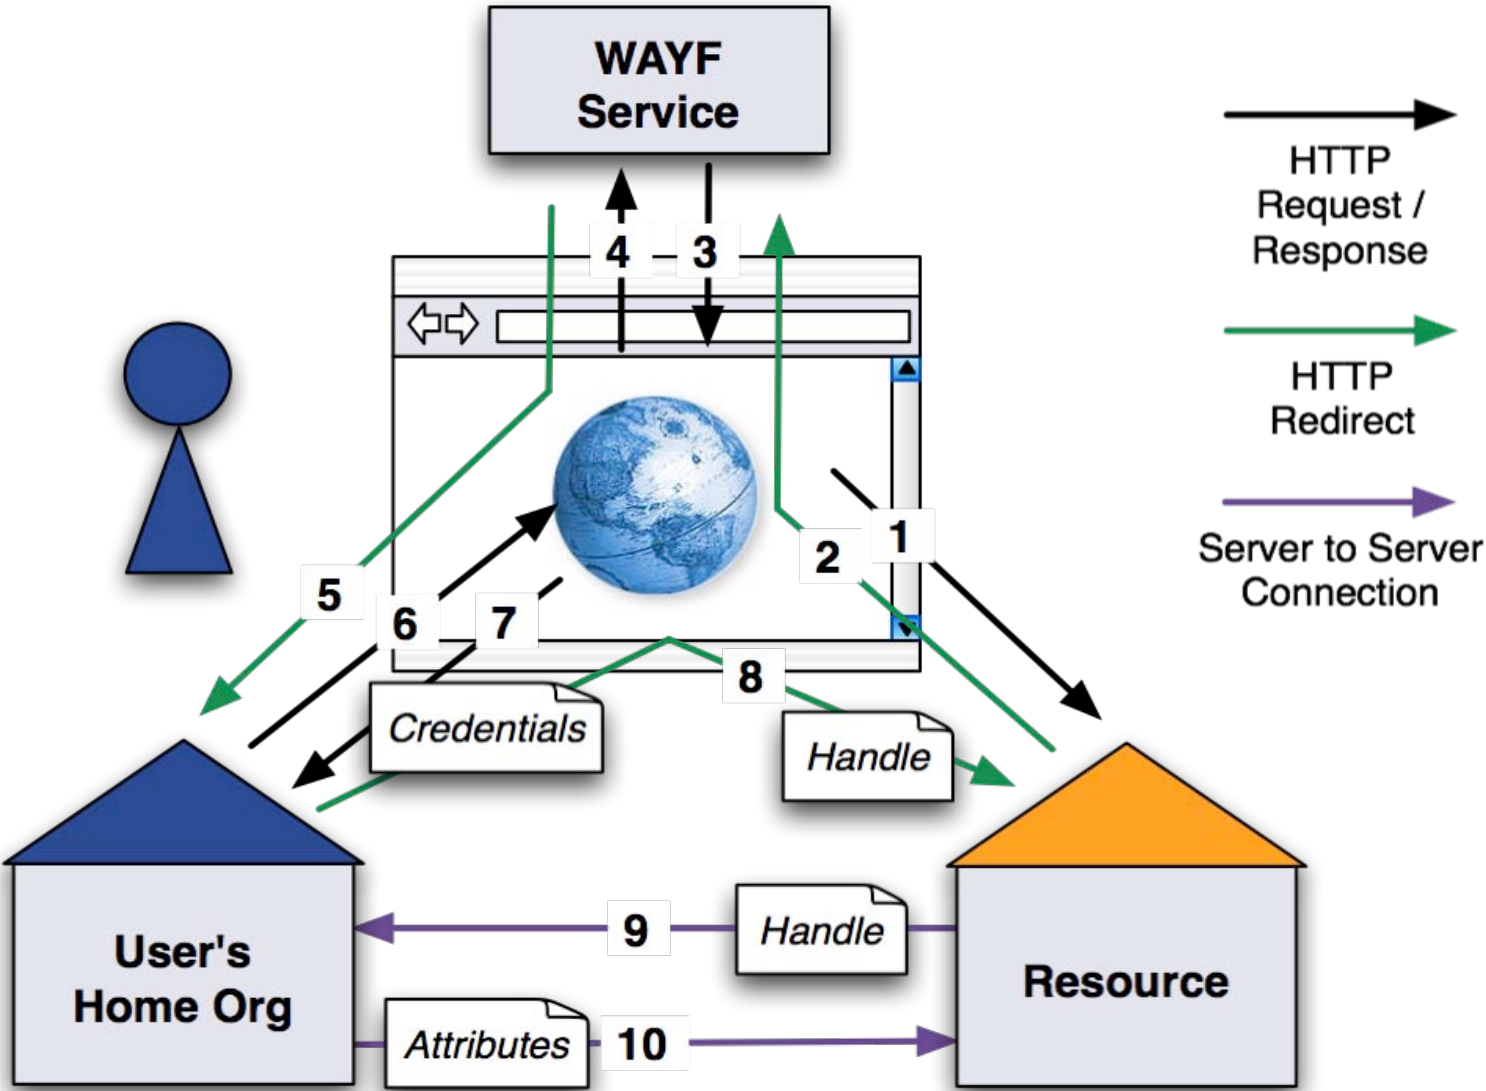 WAYF
Service
4
3
HTTP
Request /
Response
HTTP
Redirect
1
2
Server to Server
Connection
5
6
7
8
Credentials
Handle
User's
Home Org
9
Handle
Resource
Attributes
10